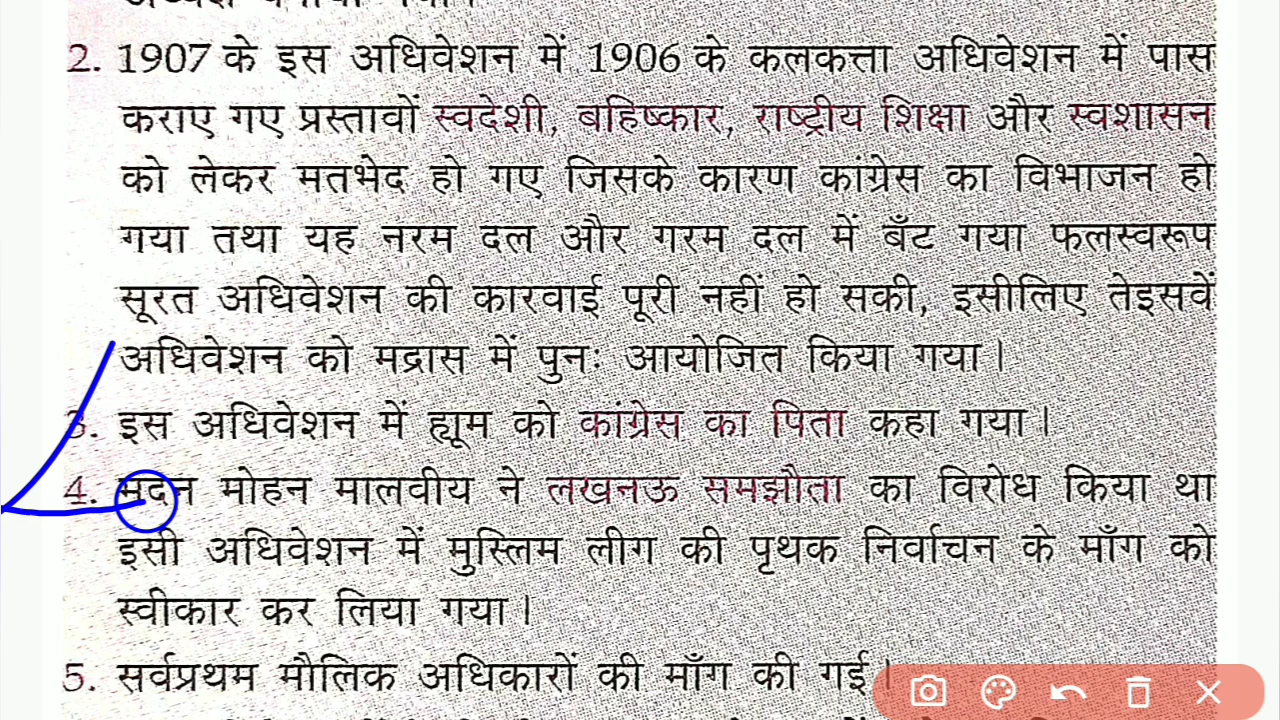 2. 1907 के इस अधिवेशन में 1906 के कलकत्ता अधिवेशन में पास
कराए गए प्रस्तावों स्वदेशी, बहिष्कार, राष्ट्रीय शिक्षा और स्वशासन
को लेकर मतभेद हो गए जिसके कारण कांग्रेस का विभाजन हो
गया तथा यह नरम दल और गरम दल में बँट गया फलस्वरूप
सूरत अधिवेशन की कारवाई पूरी नहीं हो सकी, इसीलिए तेइसवें
अधिवेशन को मद्रास में पुनः आयोजित किया गया।
3. इस अधिवेशन में ह्यूम को कांग्रेस का पिता कहा गया।
4. मदन मोहन मालवीय ने लखनऊ समझौता का विरोध किया था
इसी अधिवेशन में मुस्लिम लीग की पृथक निर्वाचन के माँग को
स्वीकार कर लिया गया।
5. सर्वप्रथम मौलिक अधिकारों की माँग की गई।